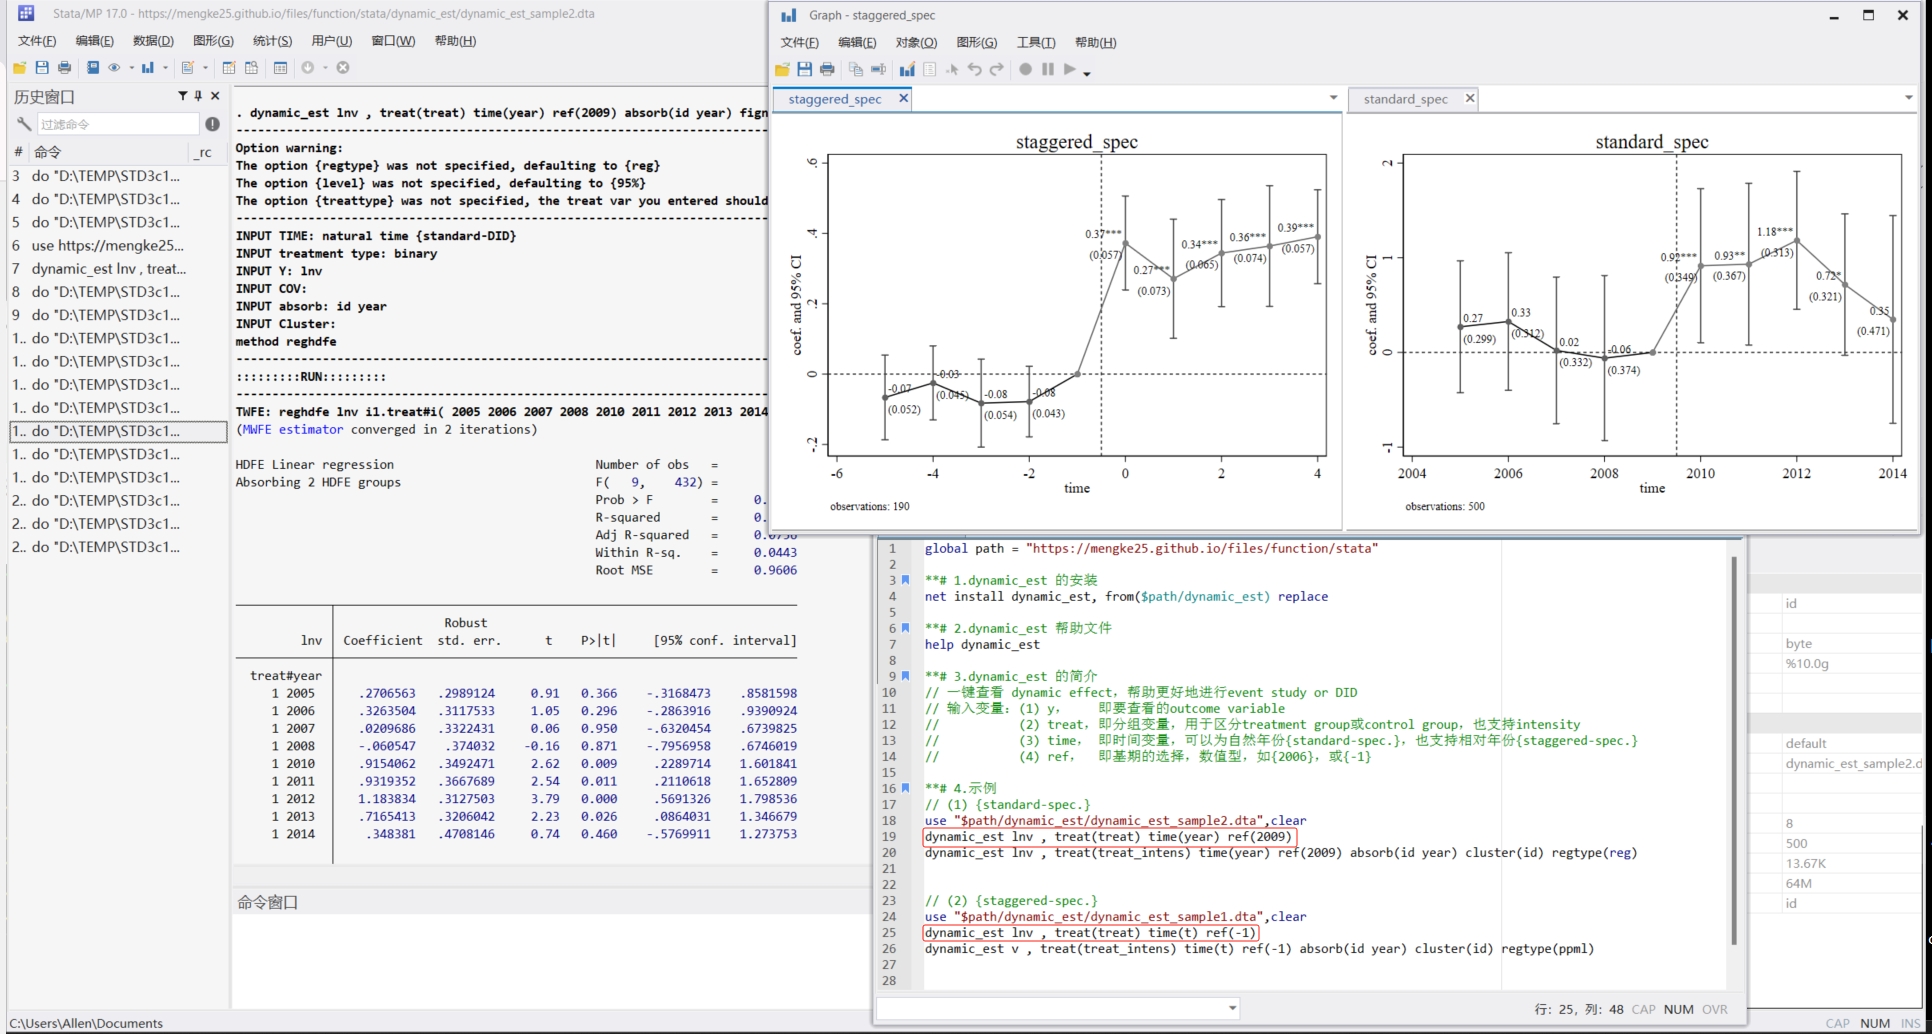 Stata/MP 17.0 - https://mengke25.github.io/files/function/stata/dynamic_est/dynamic_est_sample2.dta
文件(F) 编辑(E) 数据(D) 图形(G) 统计(S) 用户(U) 窗口(W) 帮助(H)
历史窗口
过滤命令
# 命令 _rc
3 do "D:\TEMP\STD3c1...
4 do "D:\TEMP\STD3c1...
5 do "D:\TEMP\STD3c1...
6 use https://mengke25...
7 dynamic_est lnv , treat...
8 do "D:\TEMP\STD3c1...
9 do "D:\TEMP\STD3c1...
1.. do "D:\TEMP\STD3c1...
1.. do "D:\TEMP\STD3c1...
1.. do "D:\TEMP\STD3c1...
1.. do "D:\TEMP\STD3c1...
1.. do "D:\TEMP\STD3c1...
1.. do "D:\TEMP\STD3c1...
1.. do "D:\TEMP\STD3c1...
2.. do "D:\TEMP\STD3c1...
2.. do "D:\TEMP\STD3c1...
2.. do "D:\TEMP\STD3c1...
. dynamic_est lnv , treat(treat) time(year) ref(2009) absorb(id year) fign
Option warning:
The option {regtype} was not specified, defaulting to {reg}
The option {level} was not specified, defaulting to {95%}
The option {treattype} was not specified, the treat var you entered should
INPUT TIME: natural time {standard-DID}
INPUT treatment type: binary
INPUT Y: lnv
INPUT COV:
INPUT absorb: id year
INPUT Cluster:
method reghdfe
:::::::::RUN:::::::::
TWFE: reghdfe lnv i1.treat#i( 2005 2006 2007 2008 2010 2011 2012 2013 2014
(MWFE estimator converged in 2 iterations)
HDFE Linear regression Number of obs =
Absorbing 2 HDFE groups F( 9, 432) =
Prob > F = 0.
R-squared = 0.
Adj R-squared =
Within R-sq. = 0.0443
Root MSE = 0.9606
Robust
lnv Coefficient std. err. t P>|t| [95% conf. interval]
treat#year
1 2005 .2706563 .2989124 0.91 0.366 -.3168473 .8581598
1 2006 .3263504 .3117533 1.05 0.296 -.2863916 .9390924
1 2007 .0209686 .3322431 0.06 0.950 -.6320454 .6739825
1 2008 -.060547 .374032 -0.16 0.871 -.7956958 .6746019
1 2010 .9154062 .3492471 2.62 0.009 .2289714 1.601841
1 2011 .9319352 .3667689 2.54 0.011 .2110618 1.652809
1 2012 1.183834 .3127503 3.79 0.000 .5691326 1.798536
1 2013 .7165413 .3206042 2.23 0.026 .0864031 1.346679
1 2014 .348381 .4708146 0.74 0.460 -.5769911 1.273753
命令窗口
C:\Users\Allen\Documents
Graph - staggered_spec
文件(F) 编辑(E) 对象(O) 图形(G) 工具(T) 帮助(H)
staggered_spec
staggered_spec
coef. and 95% CI
.6
.4
.2
0
-.2
-0.07
(0.052)
-0.03
(0.045)
-0.08
(0.054)
-0.08
(0.043)
0.37***
(0.057)
0.27***
(0.073)
0.34***
(0.065)
0.36***
(0.074)
0.39***
(0.057)
-6 -4 -2 0 2 4
time
observations: 190
standard_spec
standard_spec
coef. and 95% CI
2
1
0
-1
0.27
(0.299)
0.33
(0.312)
0.02
(0.332)
-0.06
(0.374)
0.92***
(0.349)
0.93**
(0.367)
1.18***
(0.313)
0.72*
(0.321)
0.35
(0.471)
2004 2006 2008 2010 2012 2014
time
observations: 500
1 global path = "https://mengke25.github.io/files/function/stata"
2
3 **# 1.dynamic_est 的安装
4 net install dynamic_est, from($path/dynamic_est) replace
5
6 **# 2.dynamic_est 帮助文件
7 help dynamic_est
8
9 **# 3.dynamic_est 的简介
10 // 一键查看 dynamic effect，帮助更好地进行event study or DID
11 // 输入变量：(1) y， 即要查看的outcome variable
12 // (2) treat，即分组变量，用于区分treatment group或control group，也支持intensity
13 // (3) time， 即时间变量，可以为自然年份{standard-spec.}，也支持相对年份{staggered-spec.}
14 // (4) ref， 即基期的选择，数值型，如{2006}，或{-1}
15
16 **# 4.示例
17 // (1) {standard-spec.}
18 use "$path/dynamic_est/dynamic_est_sample2.dta",clear
19 dynamic_est lnv , treat(treat) time(year) ref(2009)
20 dynamic_est lnv , treat(treat_intens) time(year) ref(2009) absorb(id year) cluster(id) regtype(reg)
21
22
23 // (2) {staggered-spec.}
24 use "$path/dynamic_est/dynamic_est_sample1.dta",clear
25 dynamic_est lnv , treat(treat) time(t) ref(-1)
26 dynamic_est v , treat(treat_intens) time(t) ref(-1) absorb(id year) cluster(id) regtype(ppml)
27
28
行: 25, 列: 48 CAP NUM OVR
id
byte
%10.0g
default
dynamic_est_sample2.d
8
500
13.67K
64M
id
CAP NUM INS